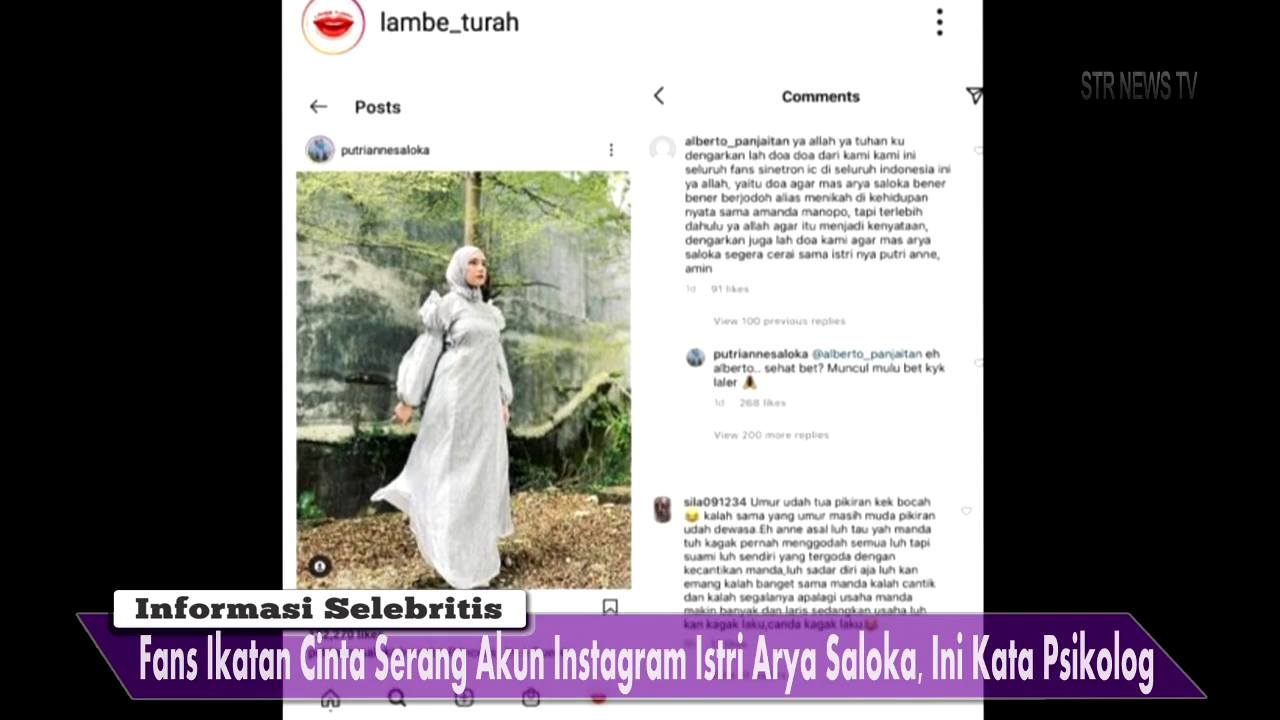 lambe_turah
STR NEWS TV
Posts
putriannesaloka
Comments
alberto_panjaitan ya allah ya tuhan ku
dengarkan lah doa doa dari kami kami ini
seluruh fans sinetron ic di seluruh indonesia ini
ya allah, yaitu doa agar mas arya saloka bener
bener berjodoh alias menikah di kehidupan
nyata sama amanda manopo, tapi terlebih
dahulu ya allah agar itu menjadi kenyataan,
dengarkan juga lah doa kami agar mas arya
saloka segera cerai sama istri nya putri anne,
amin
1d 91 likes
View 100 previous replies
putriannesaloka @alberto_panjaitan eh
alberto.. sehat bet? Muncul mulu bet kyk
laler
1d 268 likes
View 200 more replies
sila091234 Umur udah tua pikiran kek bocah
😂 kalah sama yang umur masih muda pikiran
udah dewasa.Eh anne asal luh tau yah manda
tuh kagak pernah menggodah semua luh tapi
suami luh sendiri yang tergoda dengan
kecantikan manda,luh sadar diri aja luh kan
emang kalah banget sama manda kalah cantik
dan kalah segalanya apalagi usaha manda
makin banyak dan laris sedangkan usaha luh
kan kagak laku,canda kagak laku
Informasi Selebritis
Fans Ikatan Cinta Serang Akun Instagram Istri Arya Saloka, Ini Kata Psikolog